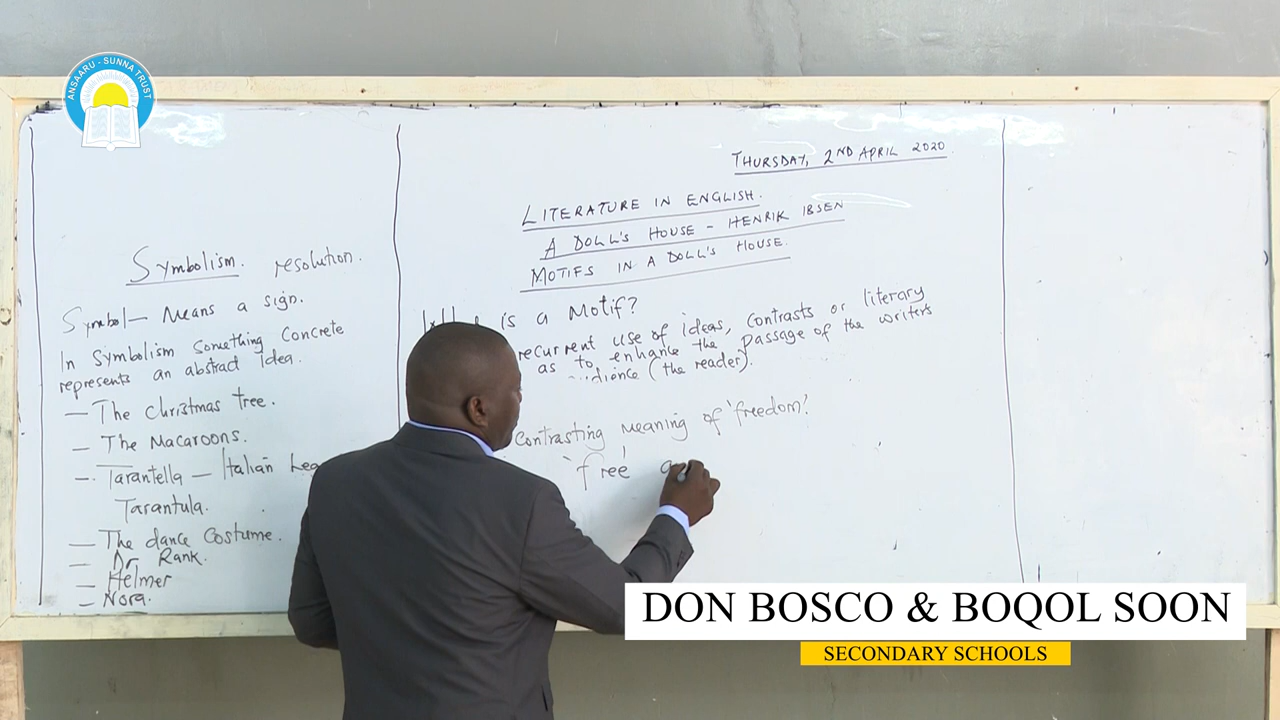 ANSAARU - SUNNA TRUST
Symbolism. resolution.
Symbol - Means a sign.
In Symbolism something Concrete
represents an abstract Idea.
- The Christmas tree.
- The Macaroons.
- Tarantella - Italian
Tarantula.
- The dance Costume.
- Dr. Rank.
- Helmer
- Nora.
THURSDAY, 2ND APRIL 2020.
LITERATURE IN ENGLISH.
A DOLL'S HOUSE - HENRIK IBSEN
MOTIFS IN A DOLL'S HOUSE.
is a Motif?
recurrent use of ideas, contrasts or literary
as to enhance the passage of the writers
(the reader).
Contrasting meaning of 'freedom'.
'free'
DON BOSCO & BOQOL SOON
SECONDARY SCHOOLS